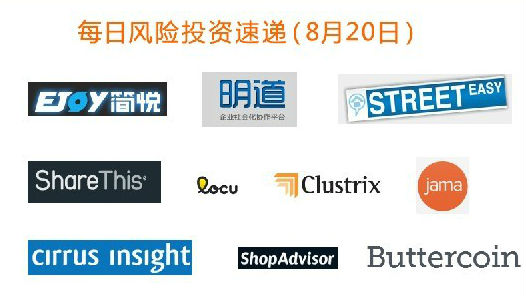 每日风险投资速递(8月20日)
EJOY简悦
明道
企业社会化协作平台
STREET EASY
ShareThis
Locu
Clustrix
jama
cirrus insight
ShopAdvisor
Buttercoin